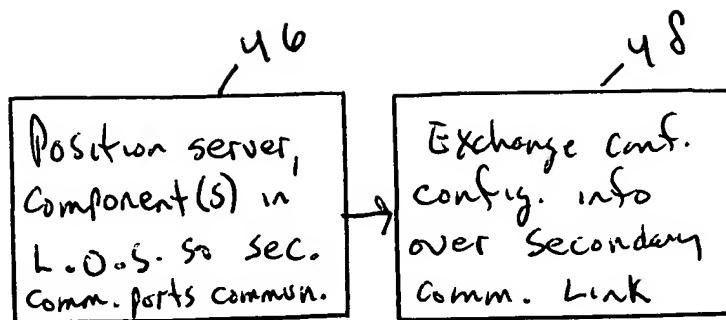 46
Position server,
Component(s) in
L.O.S. so sec.
Comm. ports commun.
48
Exchange conf.
config. info
over Secondary
Comm. Link